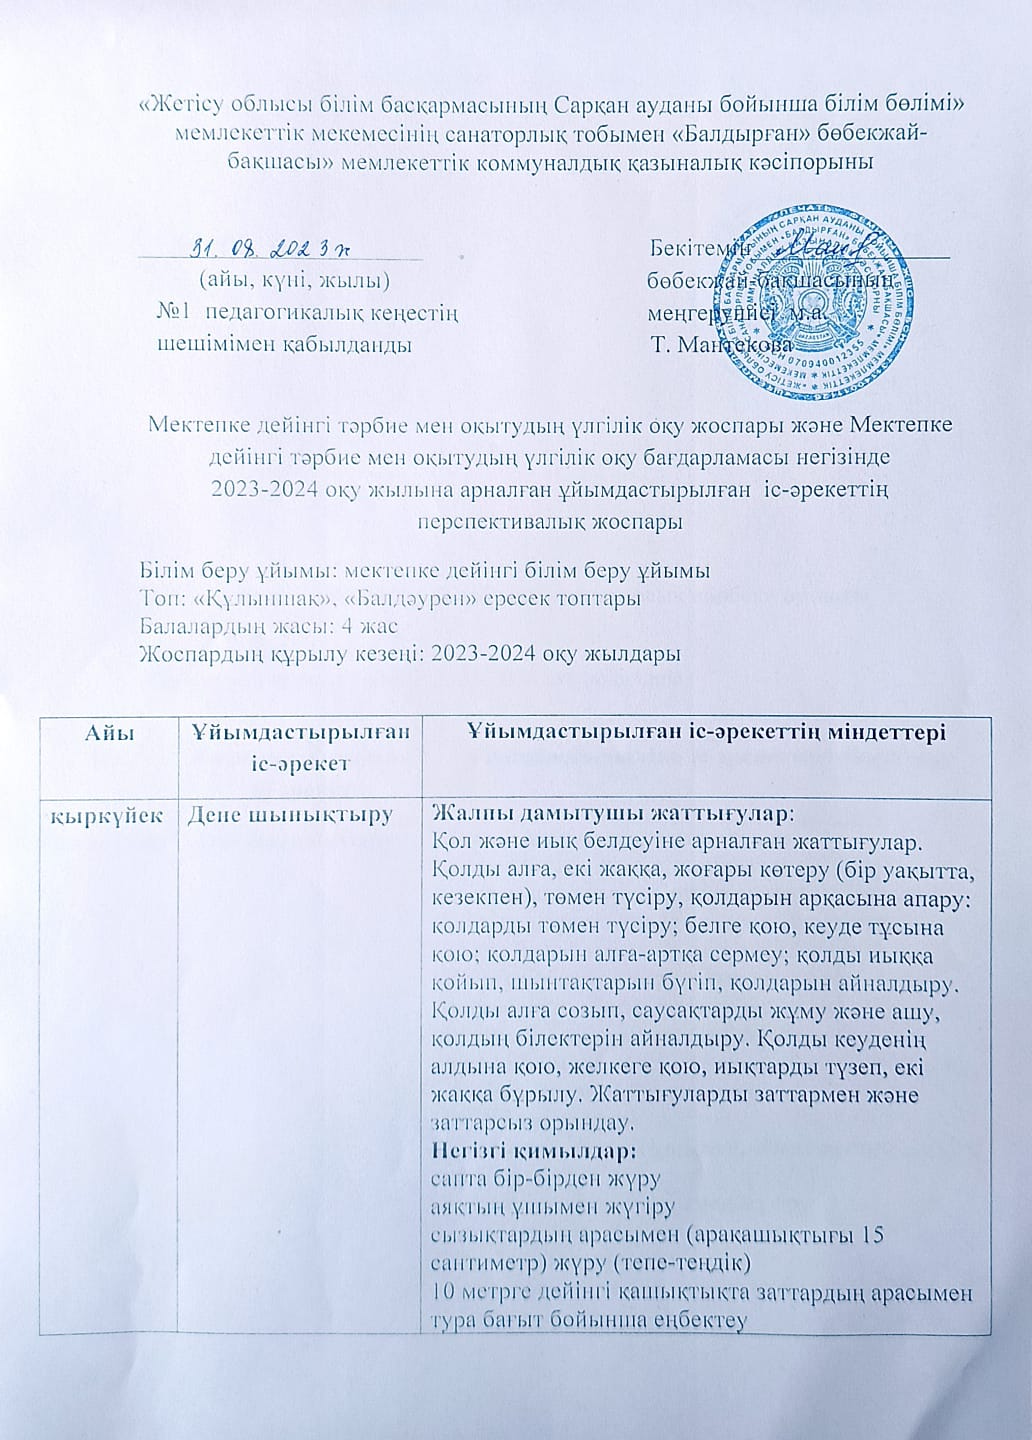 «Жетісу облысы білім басқармасының Сарқан ауданы бойынша білім бөлімі»
мемлекеттік мекемесінің санаторлық тобымен «Балдырған» бөбекжай-
бақшасы» мемлекеттік коммуналдық қазыналық кәсіпорыны
31. 08. 2023 ж
Бекітемін
(айы, күні, жылы)
бөбекжай-бақшасының
№1 педагогикалық кеңестің
меңгерушісі м.а.
шешімімен қабылданды
Т. Мантекова
070940012355
Мектепке дейінгі тәрбие мен оқытудың үлгілік оқу жоспары және Мектепке
дейінгі тәрбие мен оқытудың үлгілік оқу бағдарламасы негізінде
2023-2024 оқу жылына арналған ұйымдастырылған іс-әрекеттің
перспективалық жоспары
Білім беру ұйымы: мектепке дейінгі білім беру ұйымы
Топ: «Құлыншақ», «Балдәурен» ересек топтары
Балалардың жасы: 4 жас
Жоспардың құрылу кезеңі: 2023-2024 оқу жылдары
Айы
Ұйымдастырылған
іс-әрекет
Ұйымдастырылған іс-әрекеттің міндеттері
қыркүйек
Дене шынықтыру
Жалпы дамытушы жаттығулар:
Қол және иық белдеуіне арналған жаттығулар.
Қолды алға, екі жаққа, жоғары көтеру (бір уақытта,
кезекпен), төмен түсіру, қолдарын арқасына апару:
қолдарды төмен түсіру; белге қою, кеуде тұсына
қою; қолдарын алға-артқа сермеу; қолды иыққа
қойып, шынтақтарын бүгіп, қолдарын айналдыру.
Қолды алға созып, саусақтарды жұму және ашу,
қолдың білектерін айналдыру. Қолды кеуденің
алдына қою, желкеге қою, иықтарды түзеп, екі
жаққа бұрылу. Жаттығуларды заттармен және
заттарсыз орындау.
Негізгі қимылдар:
сапта бір-бірден жүру
аяқтың ұшымен жүгіру
сызықтардың арасымен (арақашықтығы 15
сантиметр) жүру (тепе-теңдік)
10 метрге дейінгі қашықтықта заттардың арасымен
тура бағыт бойынша еңбектеу